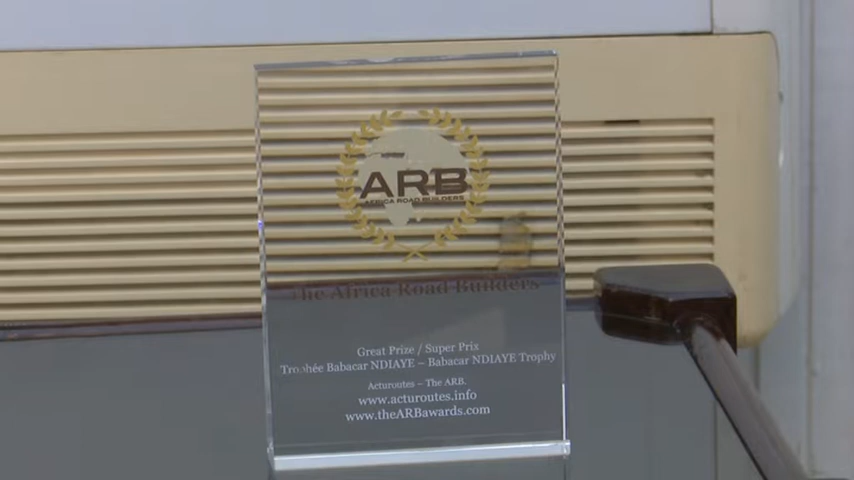 ARB
AFRICA ROAD BUILDERS
The Africa Road Builders
Great Prize / Super Prix
Trophée Babacar NDIAYE – Babacar NDIAYE Trophy
Acturoutes – The ARB.
www.acturoutes.info
www.theARBawards.com